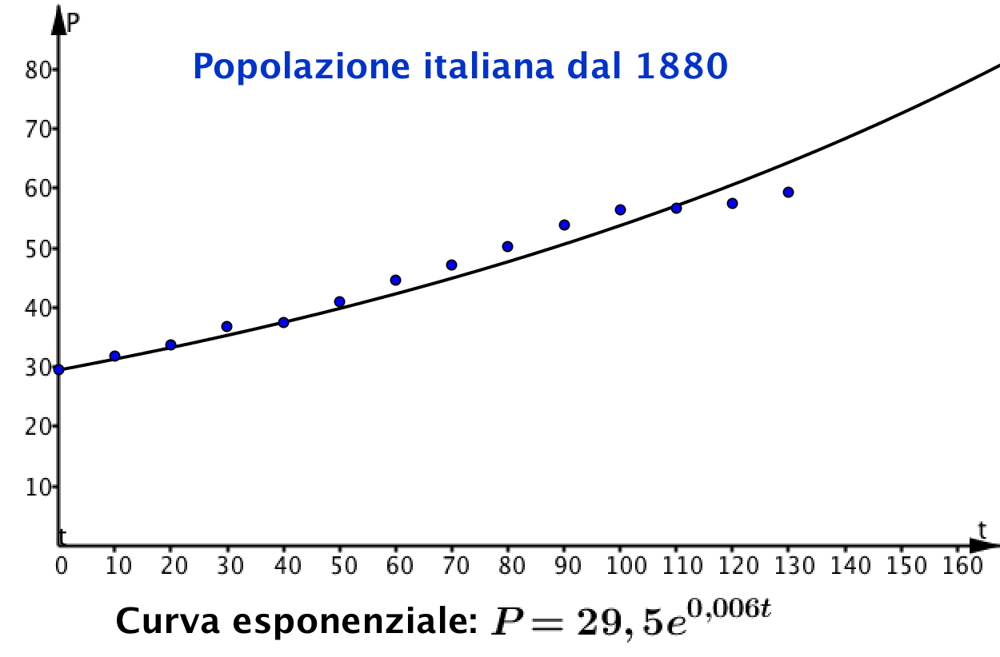 P
Popolazione italiana dal 1880
80
70
60
50
40
30
20
10
t
t
0 10 20 30 40 50 60 70 80 90 100 110 120 130 140 150 160
Curva esponenziale: P = 29, 5e^{0,006t}